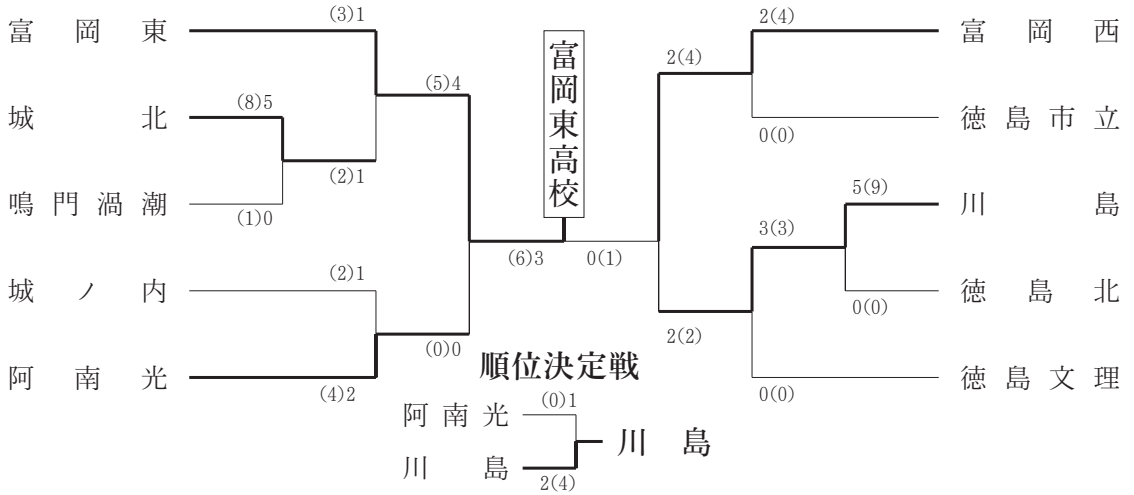 (3)1
2(4)
富岡東
富岡西
(5)4
2(4)
富岡東高校
(8)5
城北
徳島市立
0(0)
(2)1
5(9)
鳴門渦潮
川島
(1)0
3(3)
(6)3
0(1)
(2)1
城ノ内
徳島北
0(0)
(0)0
2(2)
順位決定戦
阿南光
徳島文理
(4)2
0(0)
(0)1
阿南光
川島
川島
2(4)